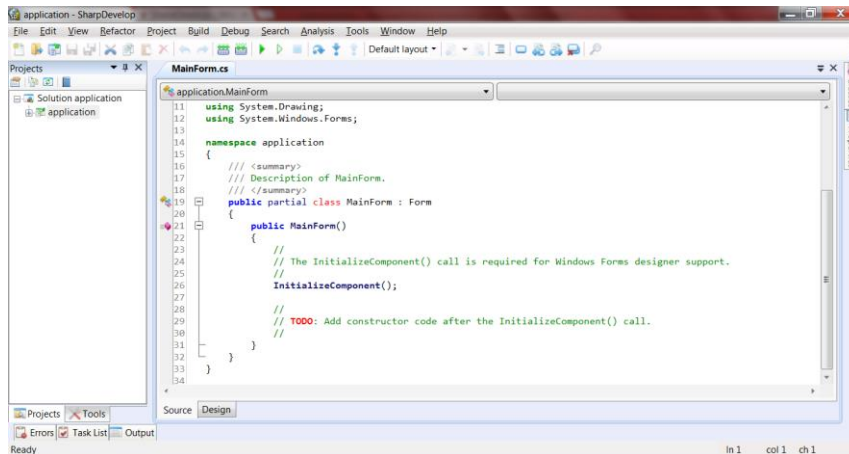 application - SharpDevelop
File Edit View Refactor Project Build Debug Search Analysis Tools Window Help
Default layout
Projects
MainForm.cs
Solution application
application
application.MainForm
11 using System.Drawing;
12 using System.Windows.Forms;
13
14 namespace application
15 {
16 /// <summary>
17 /// Description of MainForm.
18 /// </summary>
19 public partial class MainForm : Form
20 {
21 public MainForm()
22 {
23 //
24 // The InitializeComponent() call is required for Windows Forms designer support.
25 //
26 InitializeComponent();
27
28 //
29 // TODO: Add constructor code after the InitializeComponent() call.
30 //
31 }
32 }
33 }
34
Source Design
Projects Tools
Errors Task List Output
Ready ln 1 col 1 ch 1